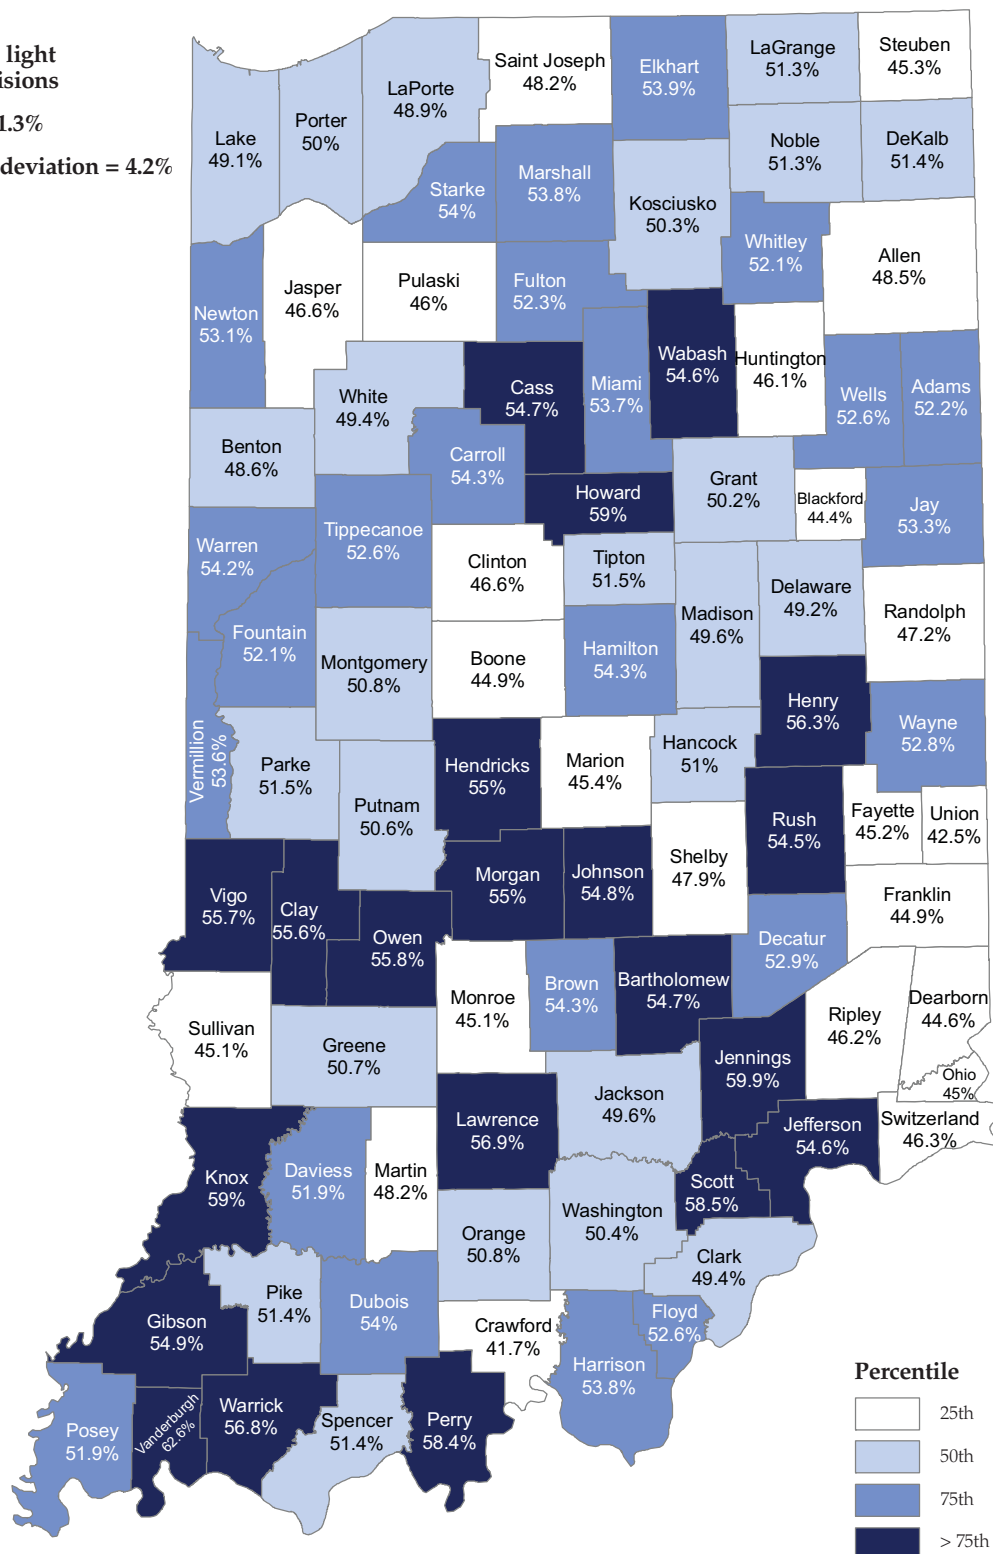 light
isions
1.3%
deviation = 4.2%
Steuben
45.3%
LaGrange
51.3%
Saint Joseph
48.2%
Elkhart
53.9%
LaPorte
48.9%
Porter
50%
Lake
49.1%
Noble
51.3%
DeKalb
51.4%
Marshall
53.8%
Starke
54%
Kosciusko
50.3%
Whitley
52.1%
Allen
48.5%
Jasper
46.6%
Pulaski
46%
Fulton
52.3%
Newton
53.1%
Wabash
54.6%
Huntington
46.1%
Cass
54.7%
Miami
53.7%
White
49.4%
Wells
52.6%
Adams
52.2%
Benton
48.6%
Carroll
54.3%
Grant
50.2%
Howard
59%
Blackford
44.4%
Jay
53.3%
Tippecanoe
52.6%
Warren
54.2%
Clinton
46.6%
Tipton
51.5%
Delaware
49.2%
Madison
49.6%
Randolph
47.2%
Fountain
52.1%
Montgomery
50.8%
Boone
44.9%
Hamilton
54.3%
Henry
56.3%
Wayne
52.8%
Vermillion
53.6%
Parke
51.5%
Hendricks
55%
Marion
45.4%
Hancock
51%
Putnam
50.6%
Rush
54.5%
Fayette
45.2%
Union
42.5%
Shelby
47.9%
Morgan
55%
Johnson
54.8%
Vigo
55.7%
Clay
55.6%
Franklin
44.9%
Owen
55.8%
Decatur
52.9%
Brown
54.3%
Bartholomew
54.7%
Monroe
45.1%
Dearborn
44.6%
Ripley
46.2%
Sullivan
45.1%
Greene
50.7%
Jennings
59.9%
Ohio
45%
Jackson
49.6%
Lawrence
56.9%
Switzerland
46.3%
Jefferson
54.6%
Knox
59%
Daviess
51.9%
Martin
48.2%
Scott
58.5%
Washington
50.4%
Orange
50.8%
Clark
49.4%
Pike
51.4%
Dubois
54%
Gibson
54.9%
Crawford
41.7%
Floyd
52.6%
Harrison
53.8%
Warrick
56.8%
Vanderburgh
62.6%
Posey
51.9%
Spencer
51.4%
Perry
58.4%
Percentile
25th
50th
75th
> 75th